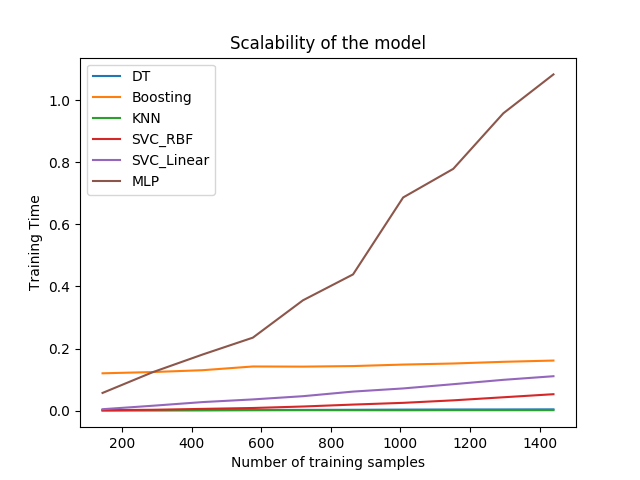 Scalability of the model
DT
Boosting
KNN
SVC_RBF
SVC_Linear
MLP
Training Time
1.0
0.8
0.6
0.4
0.2
0.0
200 400 600 800 1000 1200 1400
Number of training samples